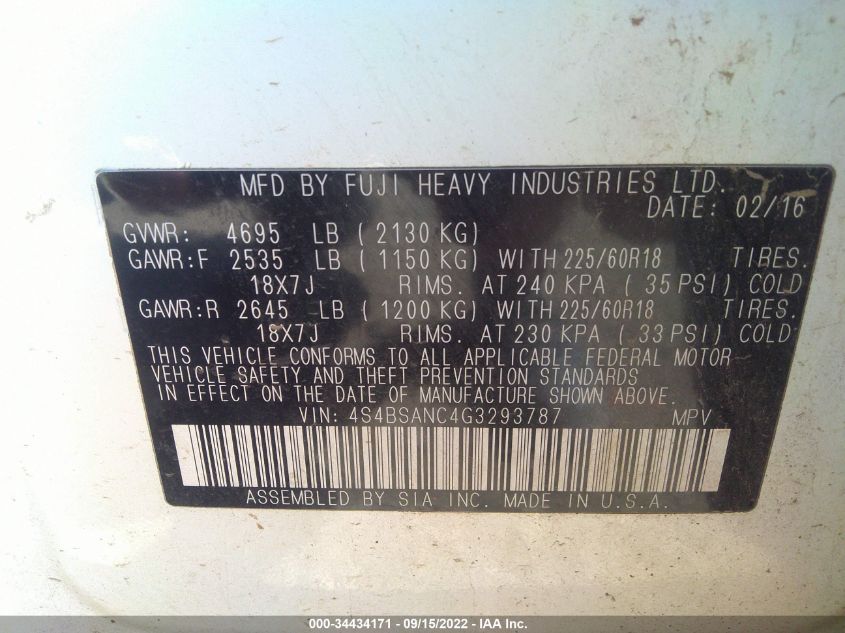 MFD BY FUJI HEAVY INDUSTRIES LTD.
DATE: 02/16
GVWR: 4695 LB (2130 KG)
GAWR:F 2535 LB (1150 KG) WITH 225/60R18 TIRES.
18X7J RIMS. AT 240 KPA (35 PSI) COLD
GAWR:R 2645 LB (1200 KG) WITH 225/60R18 TIRES.
18X7J RIMS. AT 230 KPA (33 PSI) COLD
THIS VEHICLE CONFORMS TO ALL APPLICABLE FEDERAL MOTOR
VEHICLE SAFETY AND THEFT PREVENTION STANDARDS
IN EFFECT ON THE DATE OF MANUFACTURE SHOWN ABOVE.
VIN: 4S4BSANC4G3293787 MPV
ASSEMBLED BY SIA INC. MADE IN U.S.A.
000-34434171 - 09/15/2022 - IAA Inc.